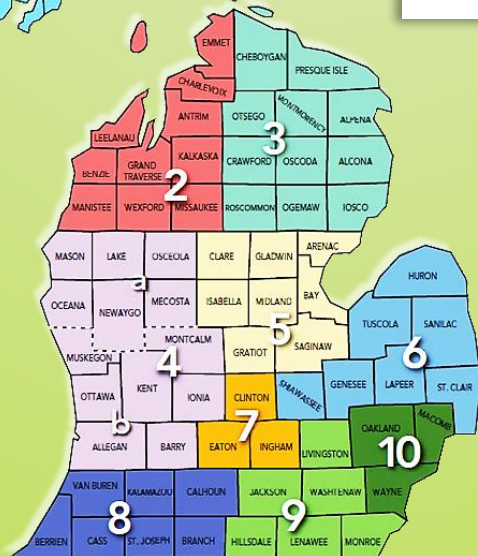 EMMET
CHEBOYGAN
PRESQUE ISLE
CHARLEVOIX
ANTRIM
OTSEGO
MONTMORENCY
ALPENA
3
LEELANAU
BENZIE
GRAND
TRAVERSE
KALKASKA
CRAWFORD
OSCODA
ALCONA
2
MANISTEE
WEXFORD
MISSAUKEE
ROSCOMMON
OGEMAW
IOSCO
MASON
LAKE
OSCEOLA
CLARE
GLADWIN
ARENAC
a
HURON
OCEANA
NEWAYGO
MECOSTA
ISABELLA
MIDLAND
BAY
5
TUSCOLA
SANILAC
MUSKEGON
MONTCALM
4
GRATIOT
SAGINAW
6
OTTAWA
KENT
IONIA
CLINTON
SHIAWASSEE
GENESEE
LAPEER
ST. CLAIR
b
7
OAKLAND
MACOMB
ALLEGAN
BARRY
EATON
INGHAM
LIVINGSTON
10
VAN BUREN
KALAMAZOO
CALHOUN
JACKSON
WASHTENAW
WAYNE
8
9
BERRIEN
CASS
ST. JOSEPH
BRANCH
HILLSDALE
LENAWEE
MONROE